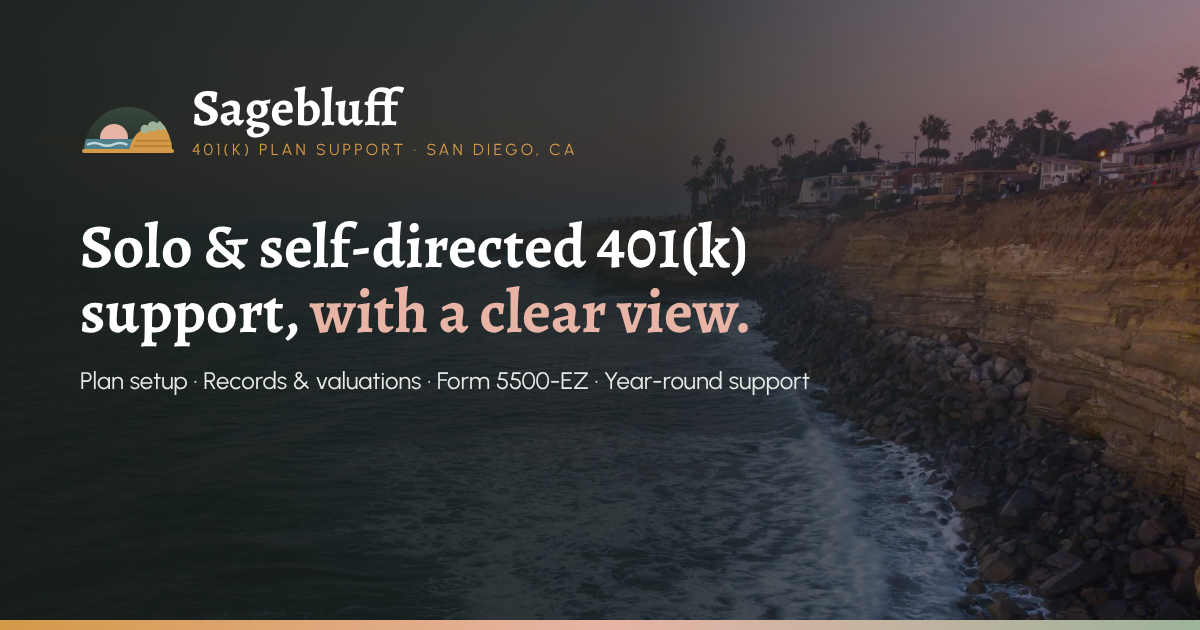 Sagebluff
401(K) PLAN SUPPORT · SAN DIEGO, CA
Solo & self-directed 401(k)
support, with a clear view.
Plan setup · Records & valuations · Form 5500-EZ · Year-round support